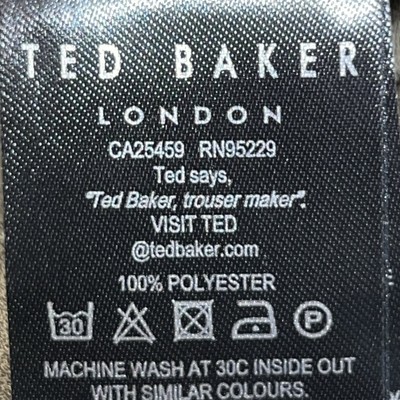 TED BAKER
LONDON
CA25459 RN95229
Ted says,
"Ted Baker, trouser maker".
VISIT TED
@tedbaker.com
100% POLYESTER
30 P
MACHINE WASH AT 30C INSIDE OUT
WITH SIMILAR COLOURS.